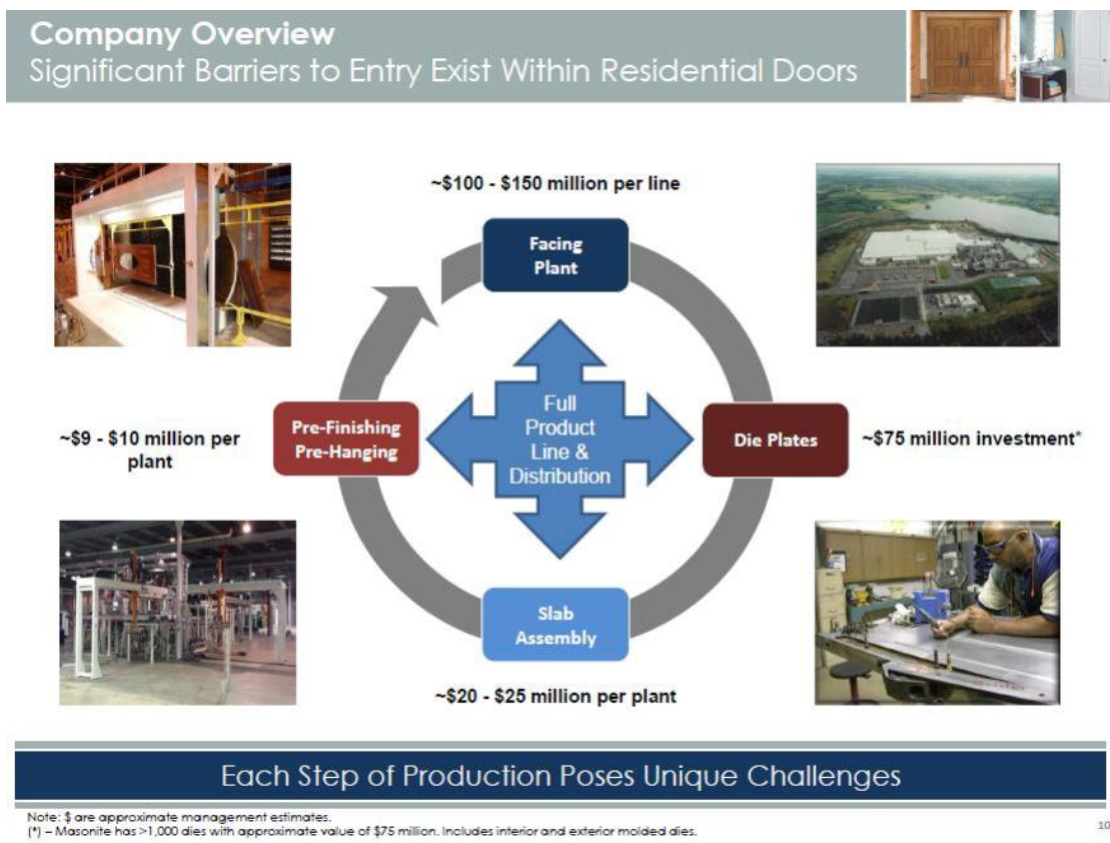 Company Overview
Significant Barriers to Entry Exist Within Residential Doors
~$100 - $150 million per line
Facing
Plant
Pre-Finishing
Pre-Hanging
~$9 - $10 million per
plant
Full
Product
Line &
Distribution
Die Plates
~$75 million investment*
Slab
Assembly
~$20 - $25 million per plant
Each Step of Production Poses Unique Challenges
Note: $ are approximate management estimates.
(*) – Masonite has >1,000 dies with approximate value of $75 million. Includes interior and exterior molded dies.
10